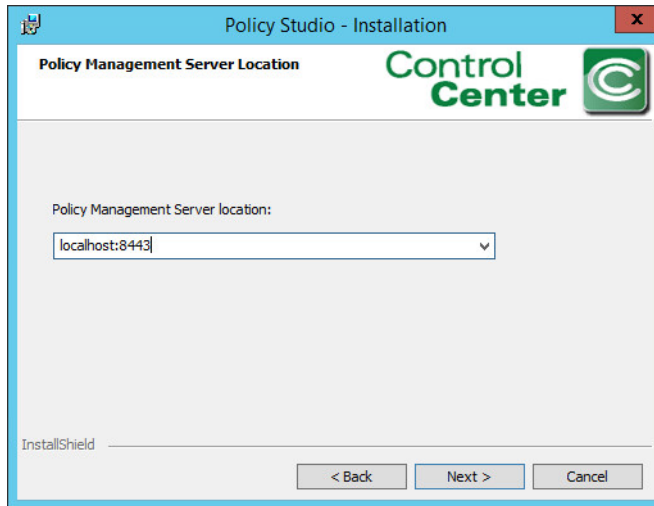 Policy Studio - Installation
x
Policy Management Server Location
Control
Center
C
Policy Management Server location:
localhost:8443
InstallShield
< Back
Next >
Cancel